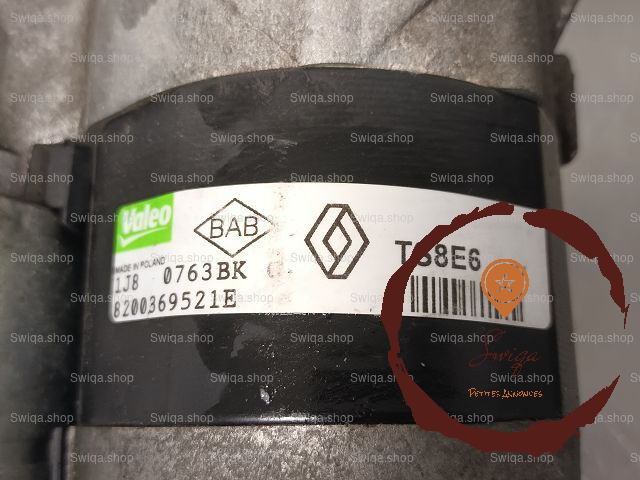 Valeo
BAB
TS8E6
MADE IN POLAND
1J8 0763BK
8200369521E
Swiqa
PETITES ANNONCES
Swiqa.shop